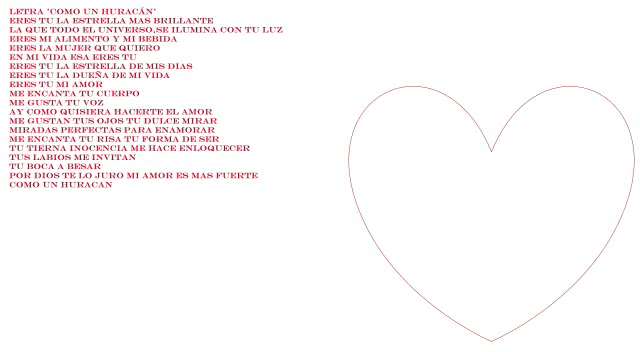 LETRA "COMO UN HURACÁN"
ERES TU LA ESTRELLA MAS BRILLANTE
LA QUE TODO EL UNIVERSO,SE ILUMINA CON TU LUZ
ERES MI ALIMENTO Y MI BEBIDA
ERES LA MUJER QUE QUIERO
EN MI VIDA ESA ERES TU
ERES TU LA ESTRELLA DE MIS DIAS
ERES TU LA DUEÑA DE MI VIDA
ERES TU MI AMOR
ME ENCANTA TU CUERPO
ME GUSTA TU VOZ
AY COMO QUISIERA HACERTE EL AMOR
ME GUSTAN TUS OJOS TU DULCE MIRAR
MIRADAS PERFECTAS PARA ENAMORAR
ME ENCANTA TU RISA TU FORMA DE SER
TU TIERNA INOCENCIA ME HACE ENLOQUECER
TUS LABIOS ME INVITAN
TU BOCA A BESAR
POR DIOS TE LO JURO MI AMOR ES MAS FUERTE
COMO UN HURACAN